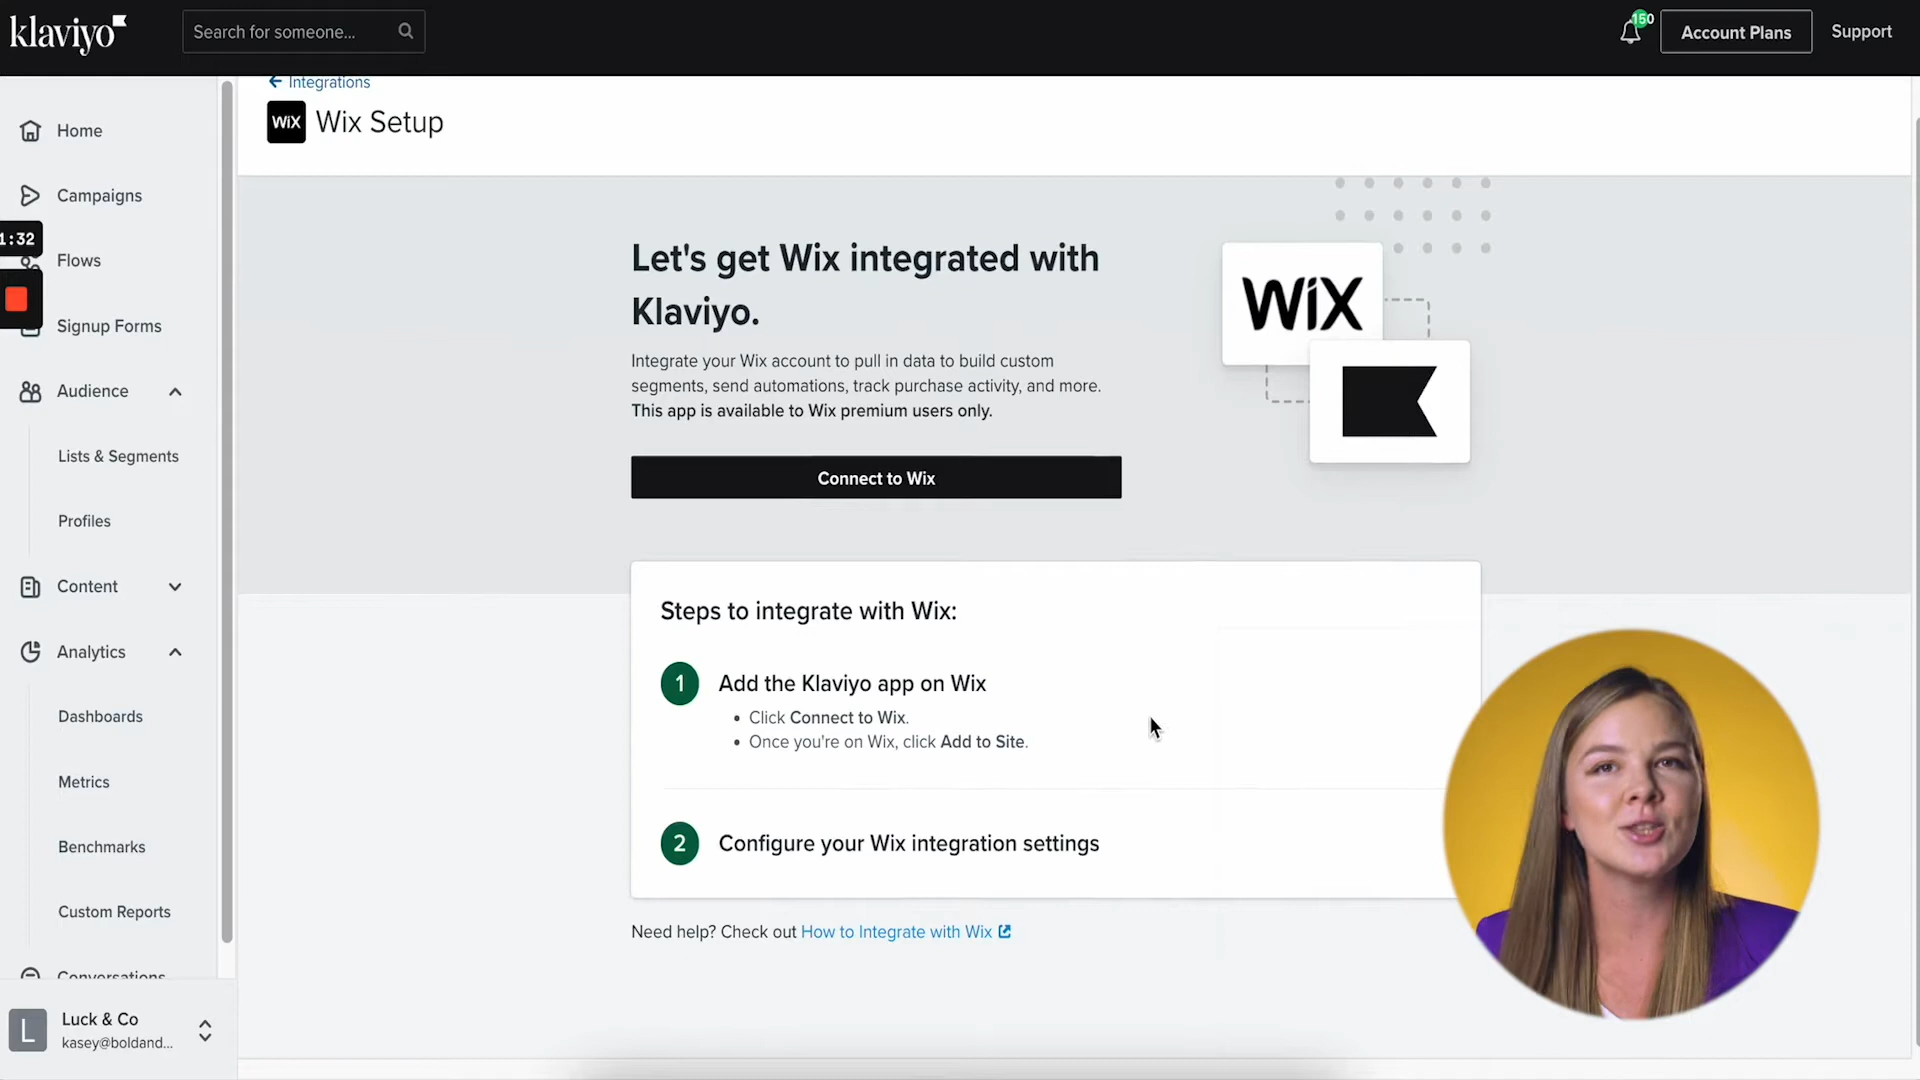 klaviyo
Search for someone...
150
Account Plans
Support
Home
Campaigns
1:32
Flows
Signup Forms
Audience
Lists & Segments
Profiles
Content
Analytics
Dashboards
Metrics
Benchmarks
Custom Reports
Conversations
L
Luck & Co
kasey@boldand...
Integrations
WiX Wix Setup
Let's get Wix integrated with
Klaviyo.
Integrate your Wix account to pull in data to build custom
segments, send automations, track purchase activity, and more.
This app is available to Wix premium users only.
Connect to Wix
WiX
Steps to integrate with Wix:
1 Add the Klaviyo app on Wix
• Click Connect to Wix.
• Once you're on Wix, click Add to Site.
2 Configure your Wix integration settings
Need help? Check out How to Integrate with Wix